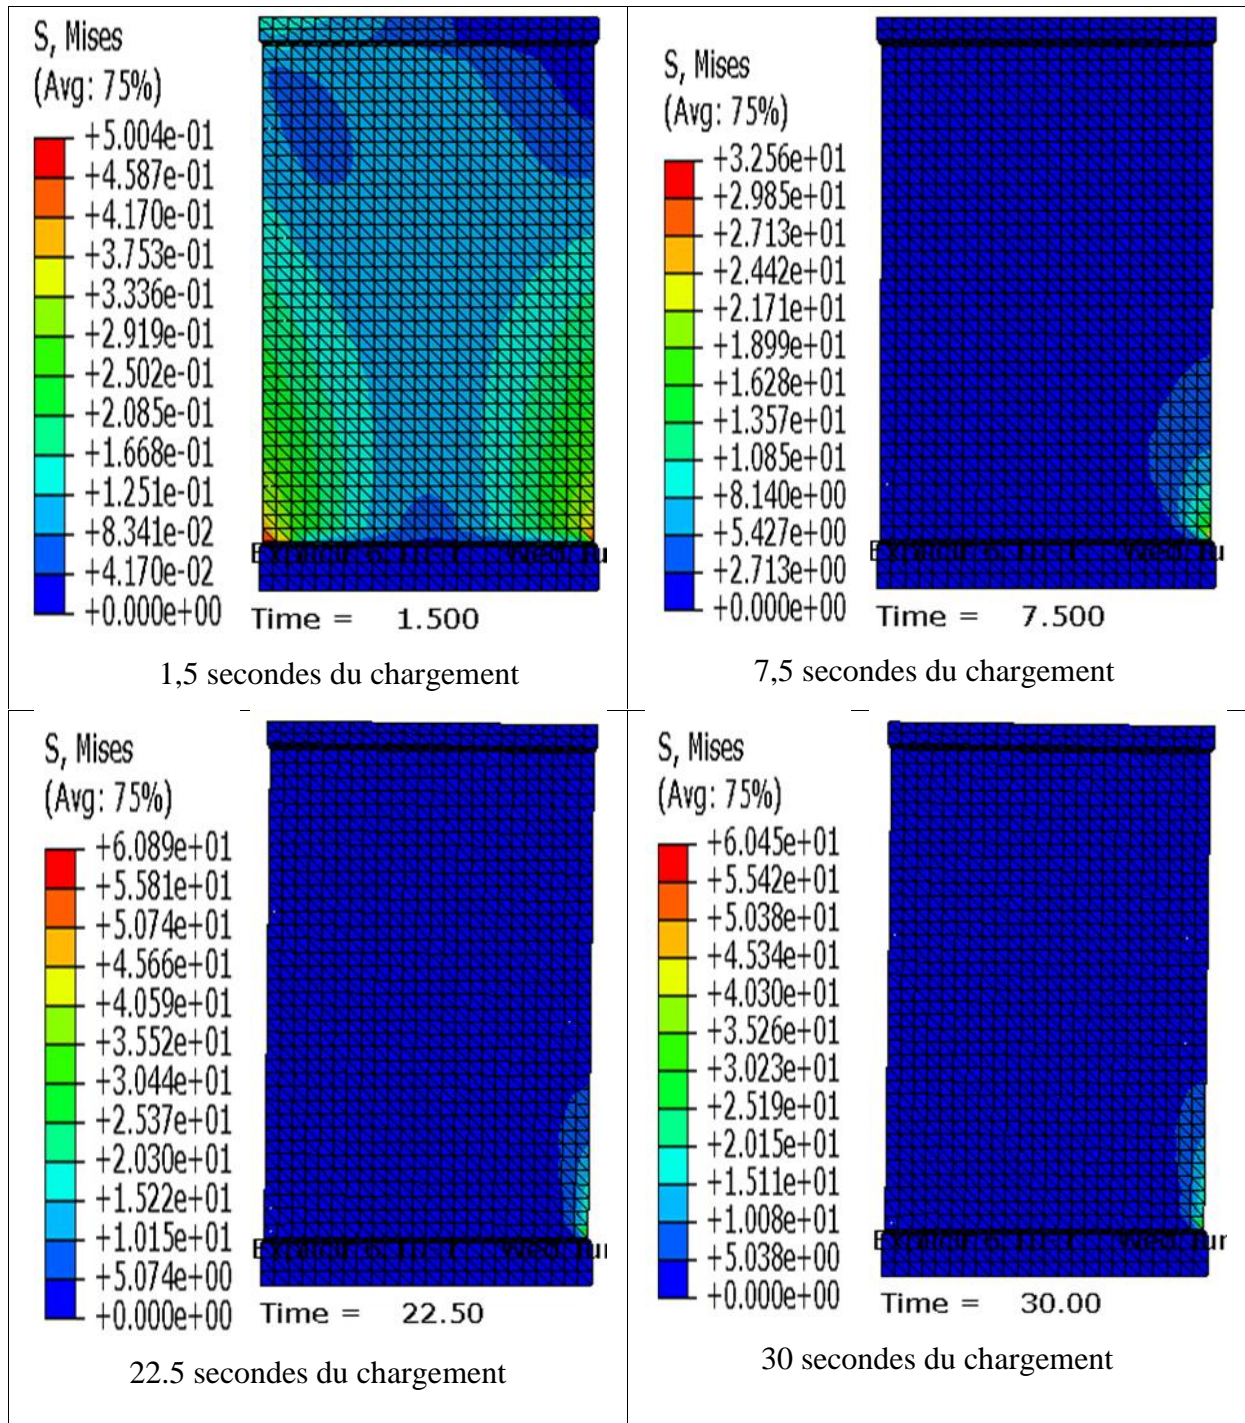 S, Mises
(Avg: 75%)
+5.004e-01
+4.587e-01
+4.170e-01
+3.753e-01
+3.336e-01
+2.919e-01
+2.502e-01
+2.085e-01
+1.668e-01
+1.251e-01
+8.341e-02
+4.170e-02
+0.000e+00
Time = 1.500
1,5 secondes du chargement
S, Mises
(Avg: 75%)
+3.256e+01
+2.985e+01
+2.713e+01
+2.442e+01
+2.171e+01
+1.899e+01
+1.628e+01
+1.357e+01
+1.085e+01
+8.140e+00
+5.427e+00
+2.713e+00
+0.000e+00
Time = 7.500
7,5 secondes du chargement
S, Mises
(Avg: 75%)
+6.089e+01
+5.581e+01
+5.074e+01
+4.566e+01
+4.059e+01
+3.552e+01
+3.044e+01
+2.537e+01
+2.030e+01
+1.522e+01
+1.015e+01
+5.074e+00
+0.000e+00
Time = 22.50
22.5 secondes du chargement
S, Mises
(Avg: 75%)
+6.045e+01
+5.542e+01
+5.038e+01
+4.534e+01
+4.030e+01
+3.526e+01
+3.023e+01
+2.519e+01
+2.015e+01
+1.511e+01
+1.008e+01
+5.038e+00
+0.000e+00
Time = 30.00
30 secondes du chargement